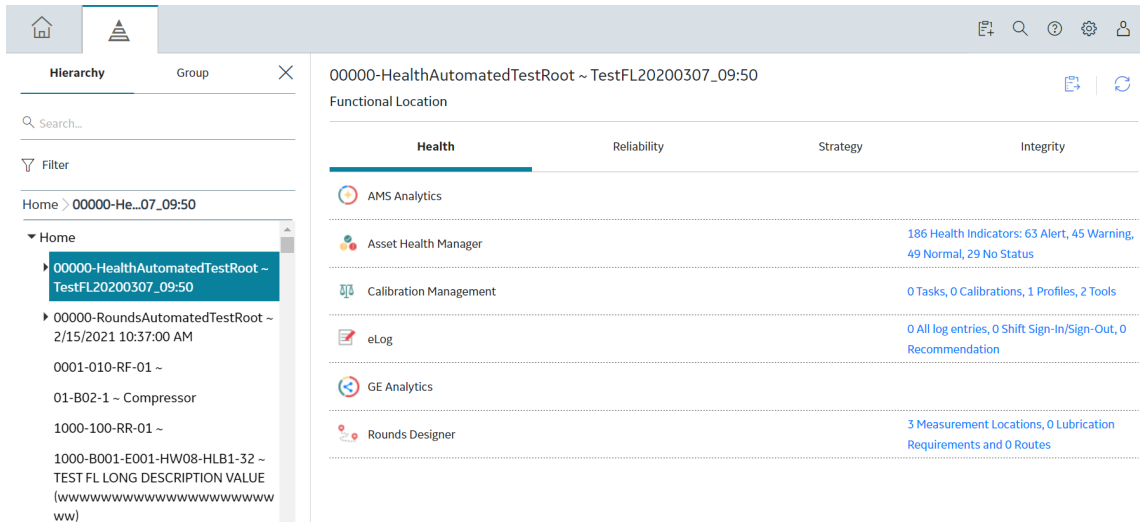 Hierarchy
Group
Search...
Filter
Home
00000-He...07_09:50
Home
00000-HealthAutomatedTestRoot ~
TestFL20200307_09:50
00000-RoundsAutomatedTestRoot ~
2/15/2021 10:37:00 AM
0001-010-RF-01 ~
01-B02-1 ~ Compressor
1000-100-RR-01 ~
1000-B001-E001-HW08-HLB1-32 ~
TEST FL LONG DESCRIPTION VALUE
(wwwwwwwwwwwwwwwwwwww
ww)
00000-HealthAutomatedTestRoot ~ TestFL20200307_09:50
Functional Location
Health
Reliability
Strategy
Integrity
AMS Analytics
Asset Health Manager
186 Health Indicators: 63 Alert, 45 Warning,
49 Normal, 29 No Status
Calibration Management
0 Tasks, 0 Calibrations, 1 Profiles, 2 Tools
eLog
0 All log entries, 0 Shift Sign-In/Sign-Out, 0
Recommendation
GE Analytics
Rounds Designer
3 Measurement Locations, 0 Lubrication
Requirements and 0 Routes